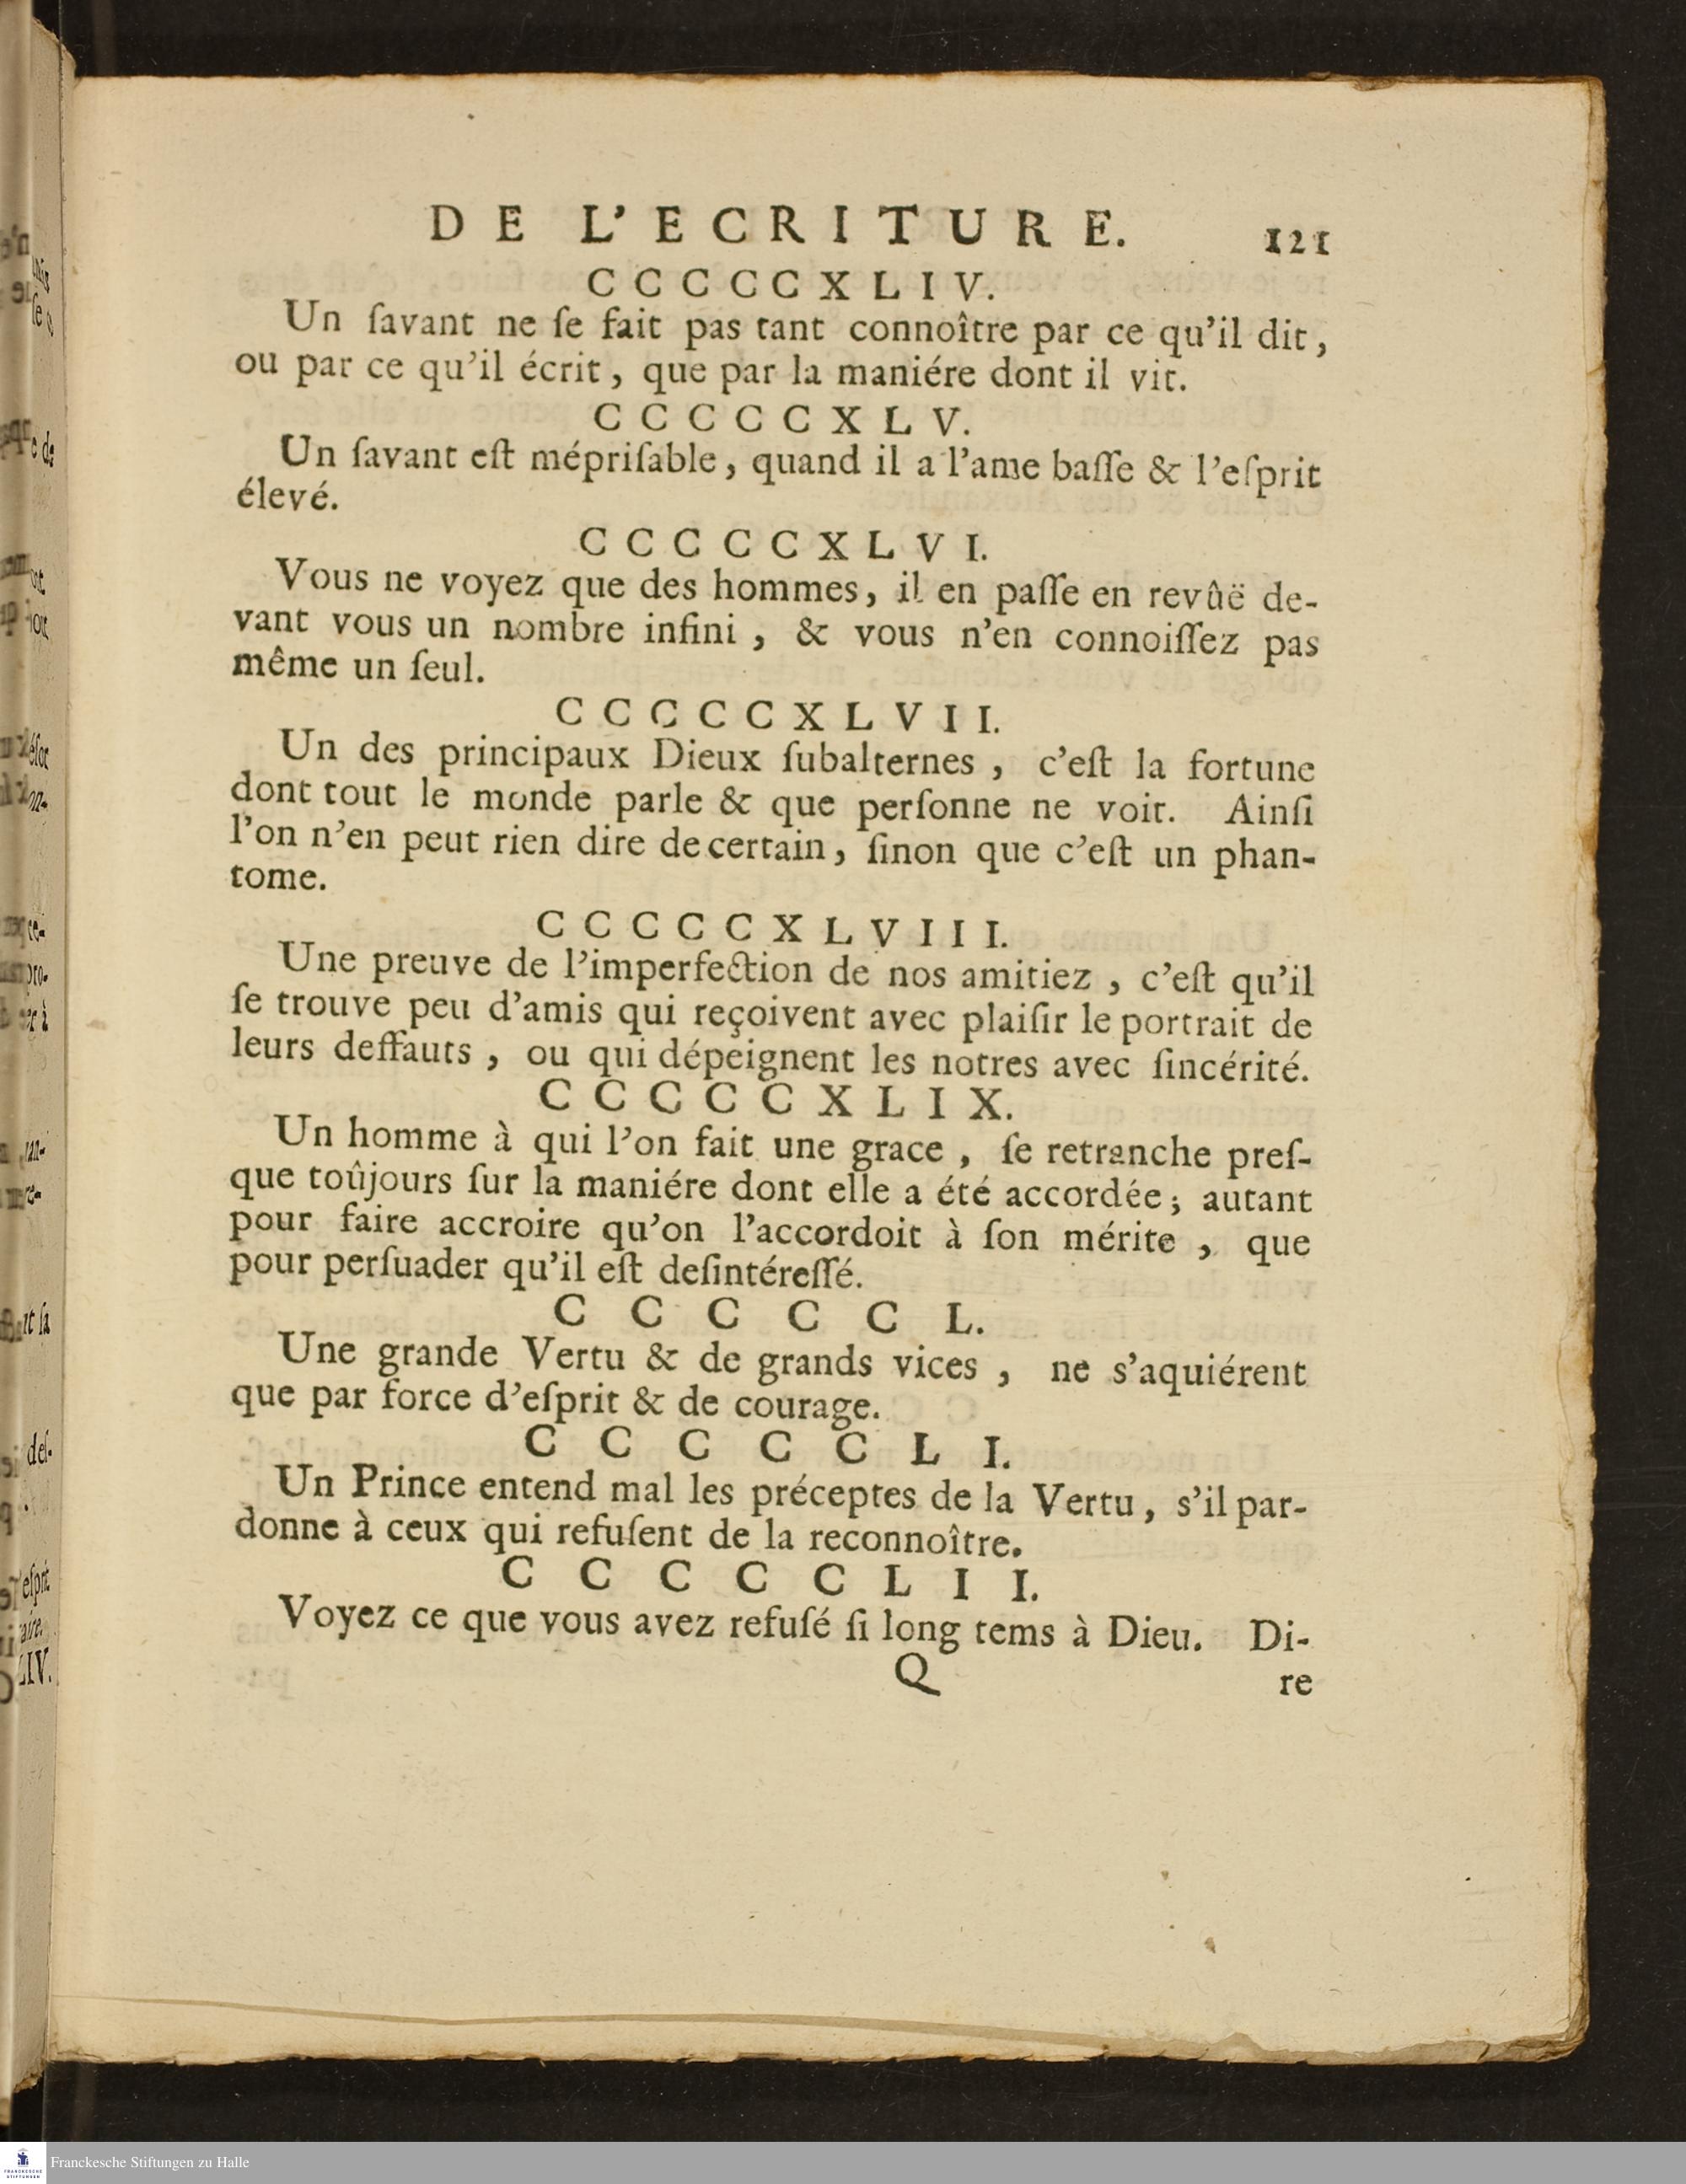 DE L'ECRITURE. 121
CCCCCXLIV.
Un ſavant ne ſe fait pas tant connoître par ce qu'il dit,
ou par ce qu'il écrit, que par la maniére dont il vit.
CCCCCXLV.
Un ſavant eſt mépriſable, quand il a l'ame baſſe & l'eſprit
élevé.
CCCCCXLVI.
Vous ne voyez que des hommes, il en paſſe en revûë de-
vant vous un nombre infini, & vous n'en connoiſſez pas
même un ſeul.
CCCCCXLVII.
Un des principaux Dieux ſubalternes, c'eſt la fortune
dont tout le monde parle & que perſonne ne voit. Ainſi
l'on n'en peut rien dire de certain, ſinon que c'eſt un phan-
tome.
CCCCCXLVIII.
Une preuve de l'imperfection de nos amitiez, c'eſt qu'il
ſe trouve peu d'amis qui reçoivent avec plaiſir le portrait de
leurs deffauts, ou qui dépeignent les notres avec ſincérité.
CCCCCXLIX.
Un homme à qui l'on fait une grace, ſe retranche preſ-
que toûjours ſur la maniére dont elle a été accordée; autant
pour faire accroire qu'on l'accordoit à ſon mérite, que
pour perſuader qu'il eſt deſintéreſſé.
CCCCCL.
Une grande Vertu & de grands vices, ne s'aquiérent
que par force d'eſprit & de courage.
CCCCCLI.
Un Prince entend mal les préceptes de la Vertu, s'il par-
donne à ceux qui refuſent de la reconnoître.
CCCCCLII.
Voyez ce que vous avez refuſé ſi long tems à Dieu. Di-
Q re
Franckesche Stiftungen zu Halle